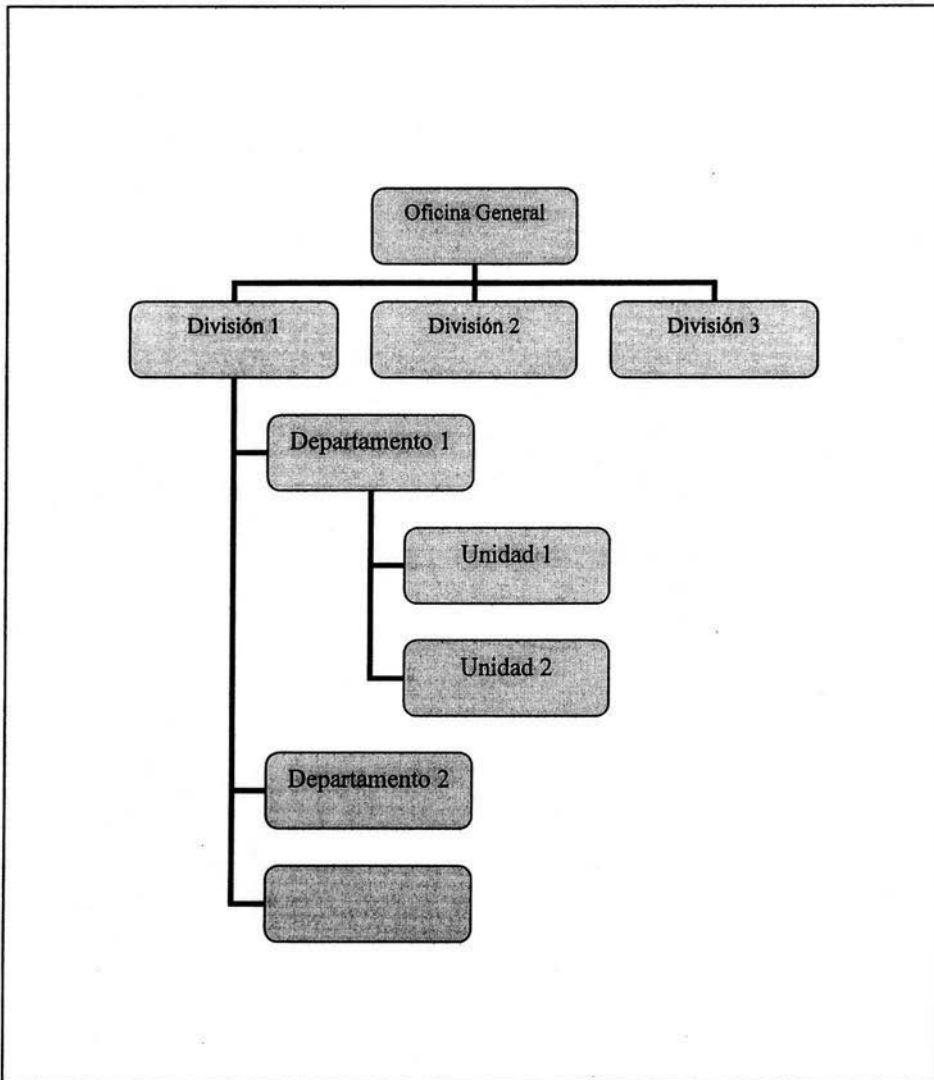 Oficina General
División 1
División 2
División 3
Departamento 1
Unidad 1
Unidad 2
Departamento 2